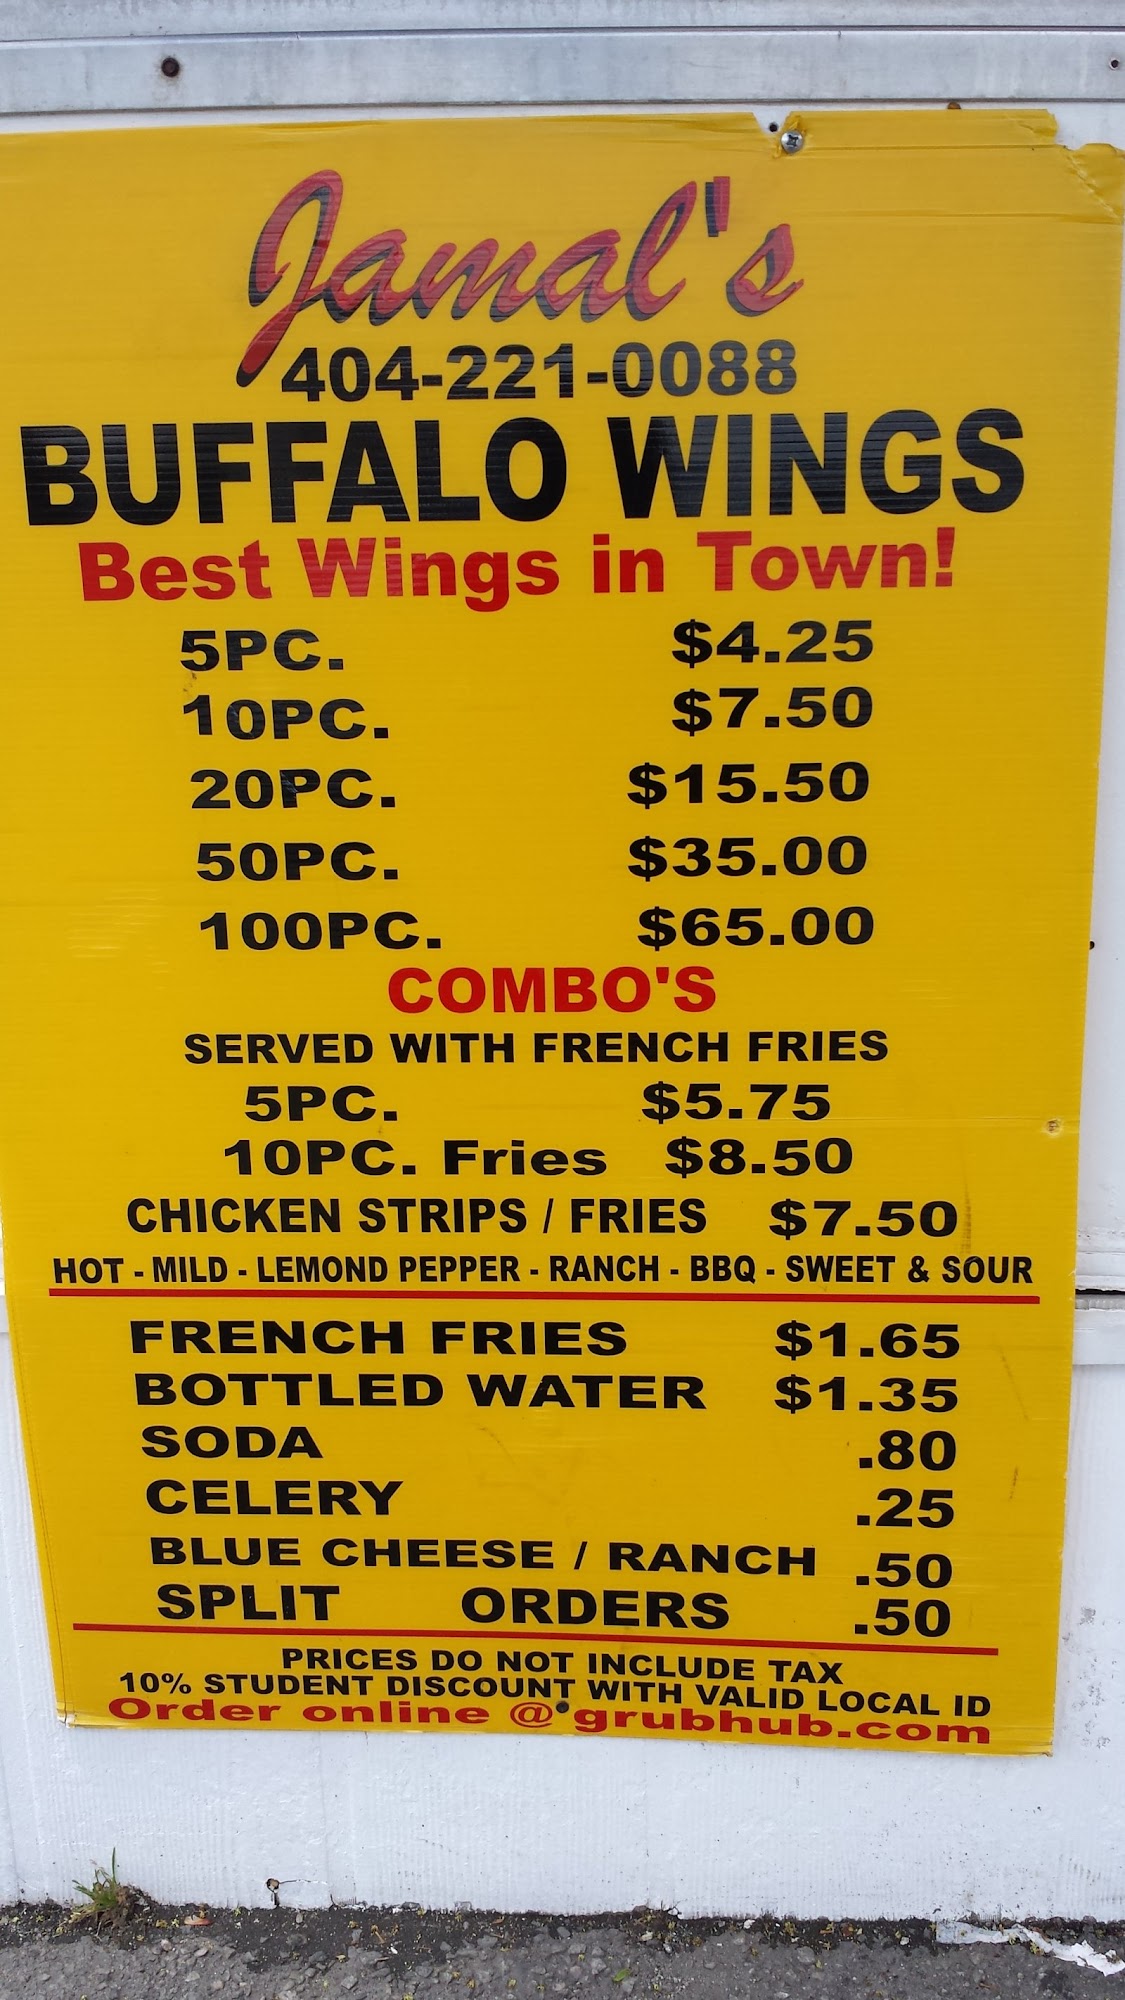 Jamal's
404-221-0088
BUFFALO WINGS
Best Wings in Town!
5PC. $4.25
10PC. $7.50
20PC. $15.50
50PC. $35.00
100PC. $65.00
COMBO'S
SERVED WITH FRENCH FRIES
5PC. $5.75
10PC. Fries $8.50
CHICKEN STRIPS / FRIES $7.50
HOT - MILD - LEMOND PEPPER - RANCH - BBQ - SWEET & SOUR
FRENCH FRIES $1.65
BOTTLED WATER $1.35
SODA .80
CELERY .25
BLUE CHEESE / RANCH .50
SPLIT ORDERS .50
PRICES DO NOT INCLUDE TAX
10% STUDENT DISCOUNT WITH VALID LOCAL ID
Order online @ grubhub.com